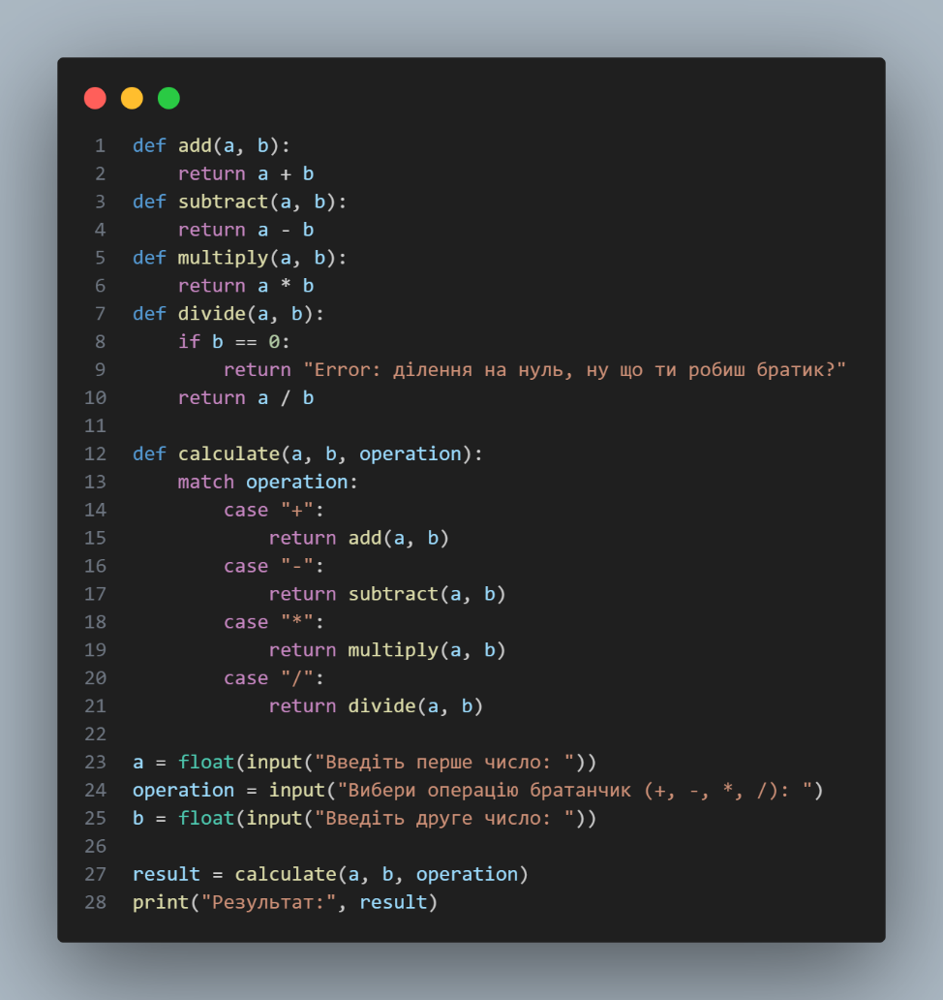 1 def add(a, b):
2     return a + b
3 def subtract(a, b):
4     return a - b
5 def multiply(a, b):
6     return a * b
7 def divide(a, b):
8     if b == 0:
9         return "Error: ділення на нуль, ну що ти робиш братик?"
10     return a / b
11
12 def calculate(a, b, operation):
13     match operation:
14         case "+":
15             return add(a, b)
16         case "-":
17             return subtract(a, b)
18         case "*":
19             return multiply(a, b)
20         case "/":
21             return divide(a, b)
22
23 a = float(input("Введіть перше число: "))
24 operation = input("Вибери операцію братанчик (+, -, *, /): ")
25 b = float(input("Введіть друге число: "))
26
27 result = calculate(a, b, operation)
28 print("Результат:", result)